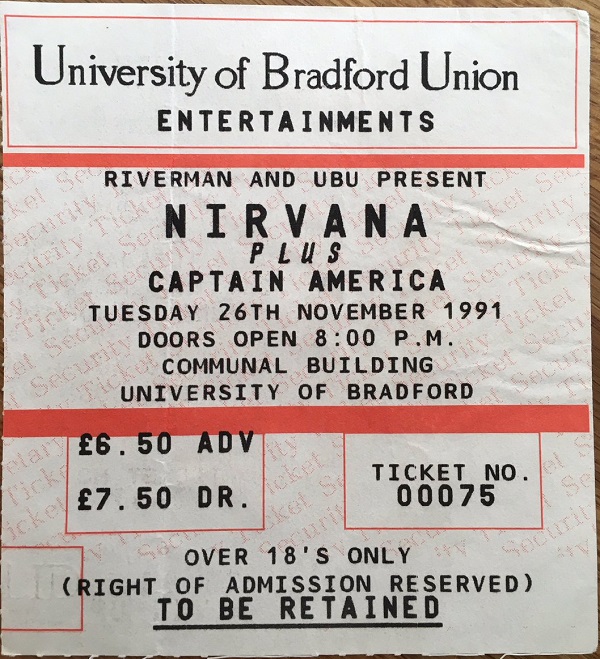 University of Bradford Union
ENTERTAINMENTS
RIVERMAN AND UBU PRESENT
NIRVANA
PLUS
CAPTAIN AMERICA
TUESDAY 26TH NOVEMBER 1991
DOORS OPEN 8:00 P.M.
COMMUNAL BUILDING
UNIVERSITY OF BRADFORD
£6.50 ADV
£7.50 DR.
TICKET NO.
00075
OVER 18'S ONLY
(RIGHT OF ADMISSION RESERVED)
TO BE RETAINED